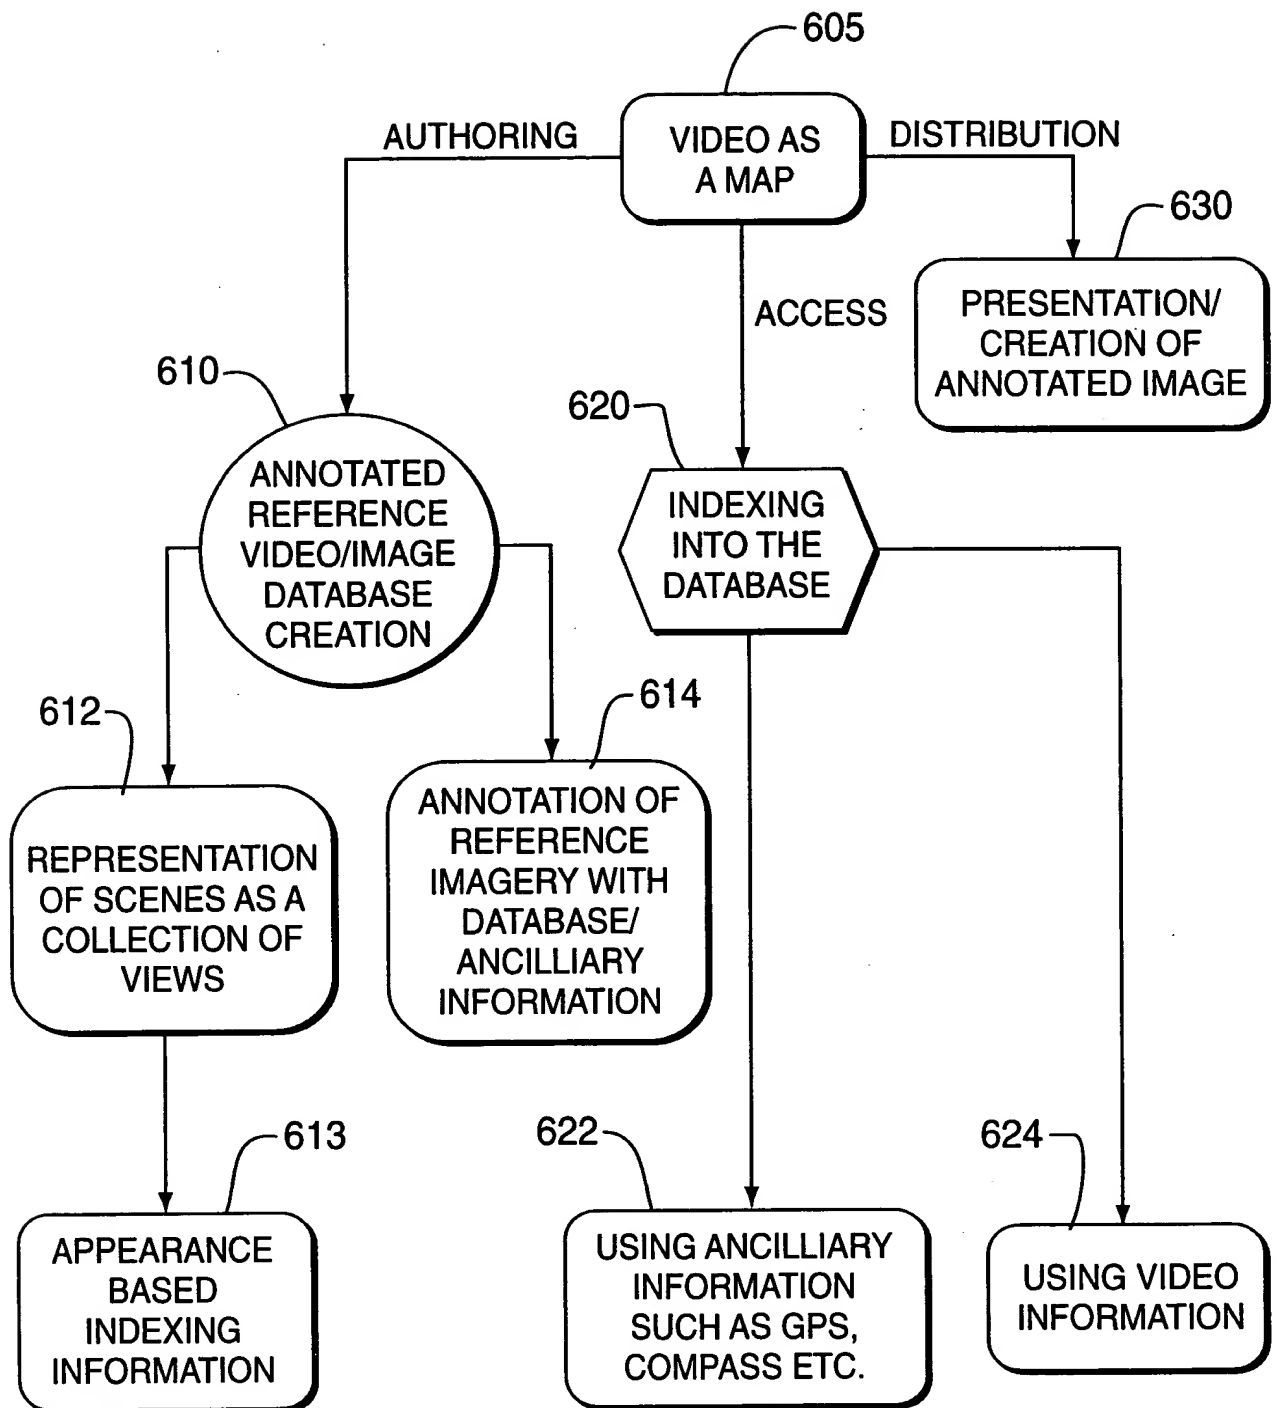 605
VIDEO AS
A MAP
AUTHORING
DISTRIBUTION
630
PRESENTATION/
CREATION OF
ANNOTATED IMAGE
ACCESS
610
ANNOTATED
REFERENCE
VIDEO/IMAGE
DATABASE
CREATION
620
INDEXING
INTO THE
DATABASE
612
REPRESENTATION
OF SCENES AS A
COLLECTION OF
VIEWS
614
ANNOTATION OF
REFERENCE
IMAGERY WITH
DATABASE/
ANCILLIARY
INFORMATION
613
APPEARANCE
BASED
INDEXING
INFORMATION
622
USING ANCILLIARY
INFORMATION
SUCH AS GPS,
COMPASS ETC.
624
USING VIDEO
INFORMATION